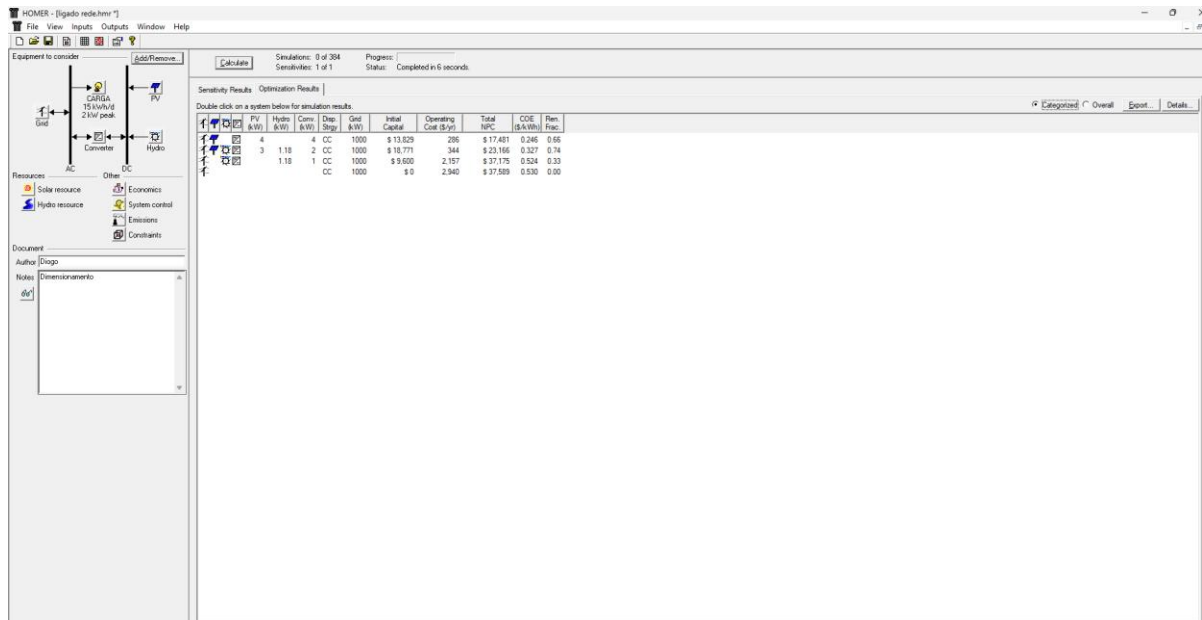 HOMER - [ligado rede.hmr *]
File View Inputs Outputs Window Help
Equipment to consider Add/Remove...
CARGA
15 kWh/d
2 kW peak
PV
Grid
Converter Hydro
AC DC
Resources Other
Solar resource Economics
Hydro resource System control
Emissions
Constraints
Document
Author Diogo
Notes Dimensionamento
Calculate
Simulations: 0 of 384 Progress:
Sensitivities: 1 of 1 Status: Completed in 6 seconds.
Sensitivity Results Optimization Results
Double click on a system below for simulation results. Categorized Overall Export... Details...
PV (kW) Hydro (kW) Conv. (kW) Disp. Strgy Grid (kW) Initial Capital Operating Cost ($/yr) Total NPC COE ($/kWh) Ren. Frac.
4 4 CC 1000 $ 13,829 286 $ 17,481 0.246 0.66
3 1.18 2 CC 1000 $ 18,771 344 $ 23,166 0.327 0.74
1.18 1 CC 1000 $ 9,600 2,157 $ 37,175 0.524 0.33
CC 1000 $ 0 2,940 $ 37,589 0.530 0.00